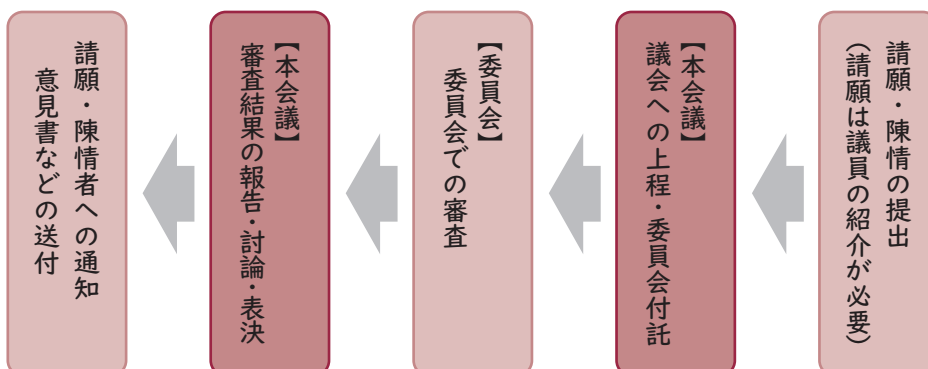 請願・陳情の提出
（請願は議員の紹介が必要）
【本会議】
議会への上程・委員会付託
【委員会】
委員会での審査
【本会議】
審査結果の報告・討論・表決
請願・陳情者への通知
意見書などの送付